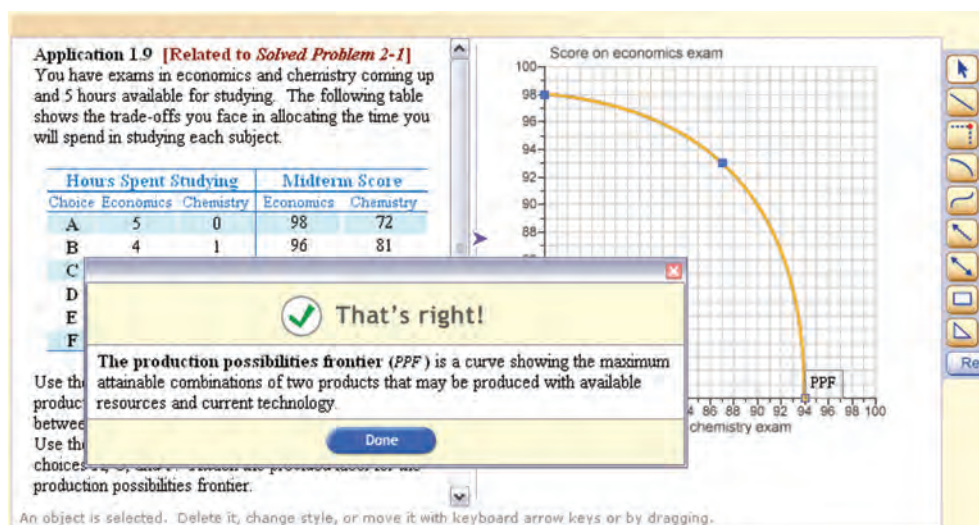 Application 1.9 [Related to Solved Problem 2-1]
You have exams in economics and chemistry coming up
and 5 hours available for studying. The following table
shows the trade-offs you face in allocating the time you
will spend in studying each subject.
Hours Spent Studying Midterm Score
Choice Economics Chemistry Economics Chemistry
A 5 0 98 72
B 4 1 96 81
C
D
E
F
Use the
product
between
Use the
choices
production possibilities frontier.
That's right!
The production possibilities frontier (PPF) is a curve showing the maximum
attainable combinations of two products that may be produced with available
resources and current technology.
Done
Score on economics exam
100
98
96
94
92
90
88
PPF
4 86 88 90 92 94 96 98 100
chemistry exam
Re
An object is selected. Delete it, change style, or move it with keyboard arrow keys or by dragging.